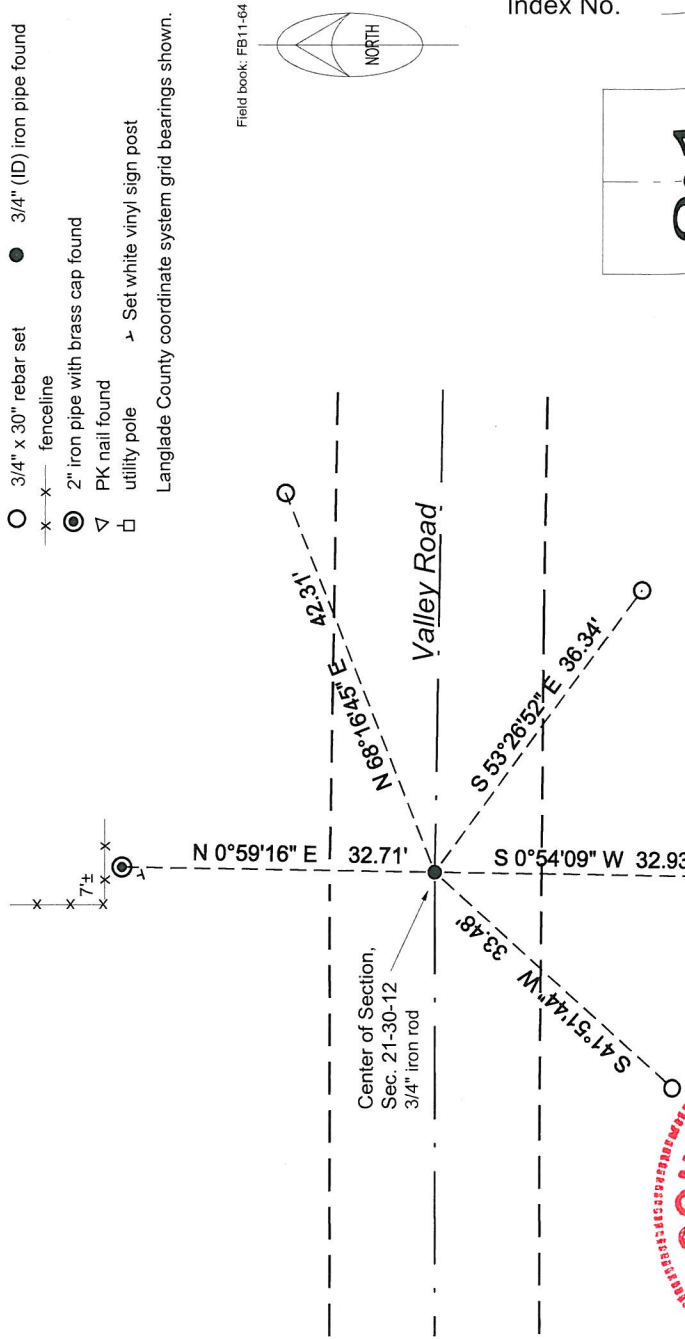 3/4" x 30" rebar set
3/4" (ID) iron pipe found
fenceline
2" iron pipe with brass cap found
PK nail found
utility pole
Set white vinyl sign post
Langlade County coordinate system grid bearings shown.
Field book: FB11-64
NORTH
Index No.
7'±
N 0°59'16" E 32.71'
N 68°16'45" E 42.31'
Valley Road
S 53°26'52" E 36.34'
S 0°54'09" W 32.93
S 41°51'44" W 33.48'
Center of Section,
Sec. 21-30-12
3/4" iron rod